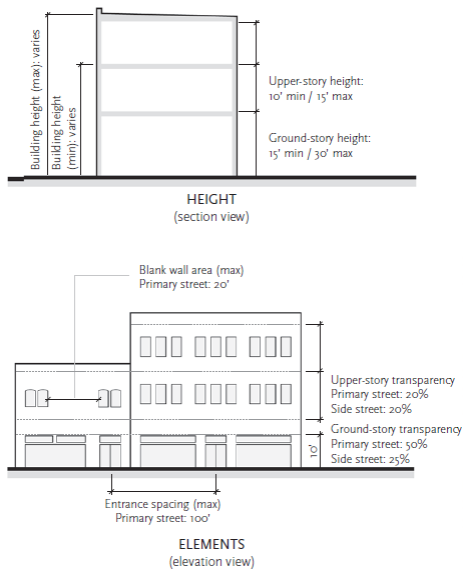 Building height (max): varies
Building height
(min): varies
Upper-story height:
10' min / 15' max
Ground-story height:
15' min / 30' max
HEIGHT
(section view)
Blank wall area (max)
Primary street: 20'
Upper-story transparency
Primary street: 20%
Side street: 20%
Ground-story transparency
Primary street: 50%
Side street: 25%
10'
Entrance spacing (max)
Primary street: 100'
ELEMENTS
(elevation view)